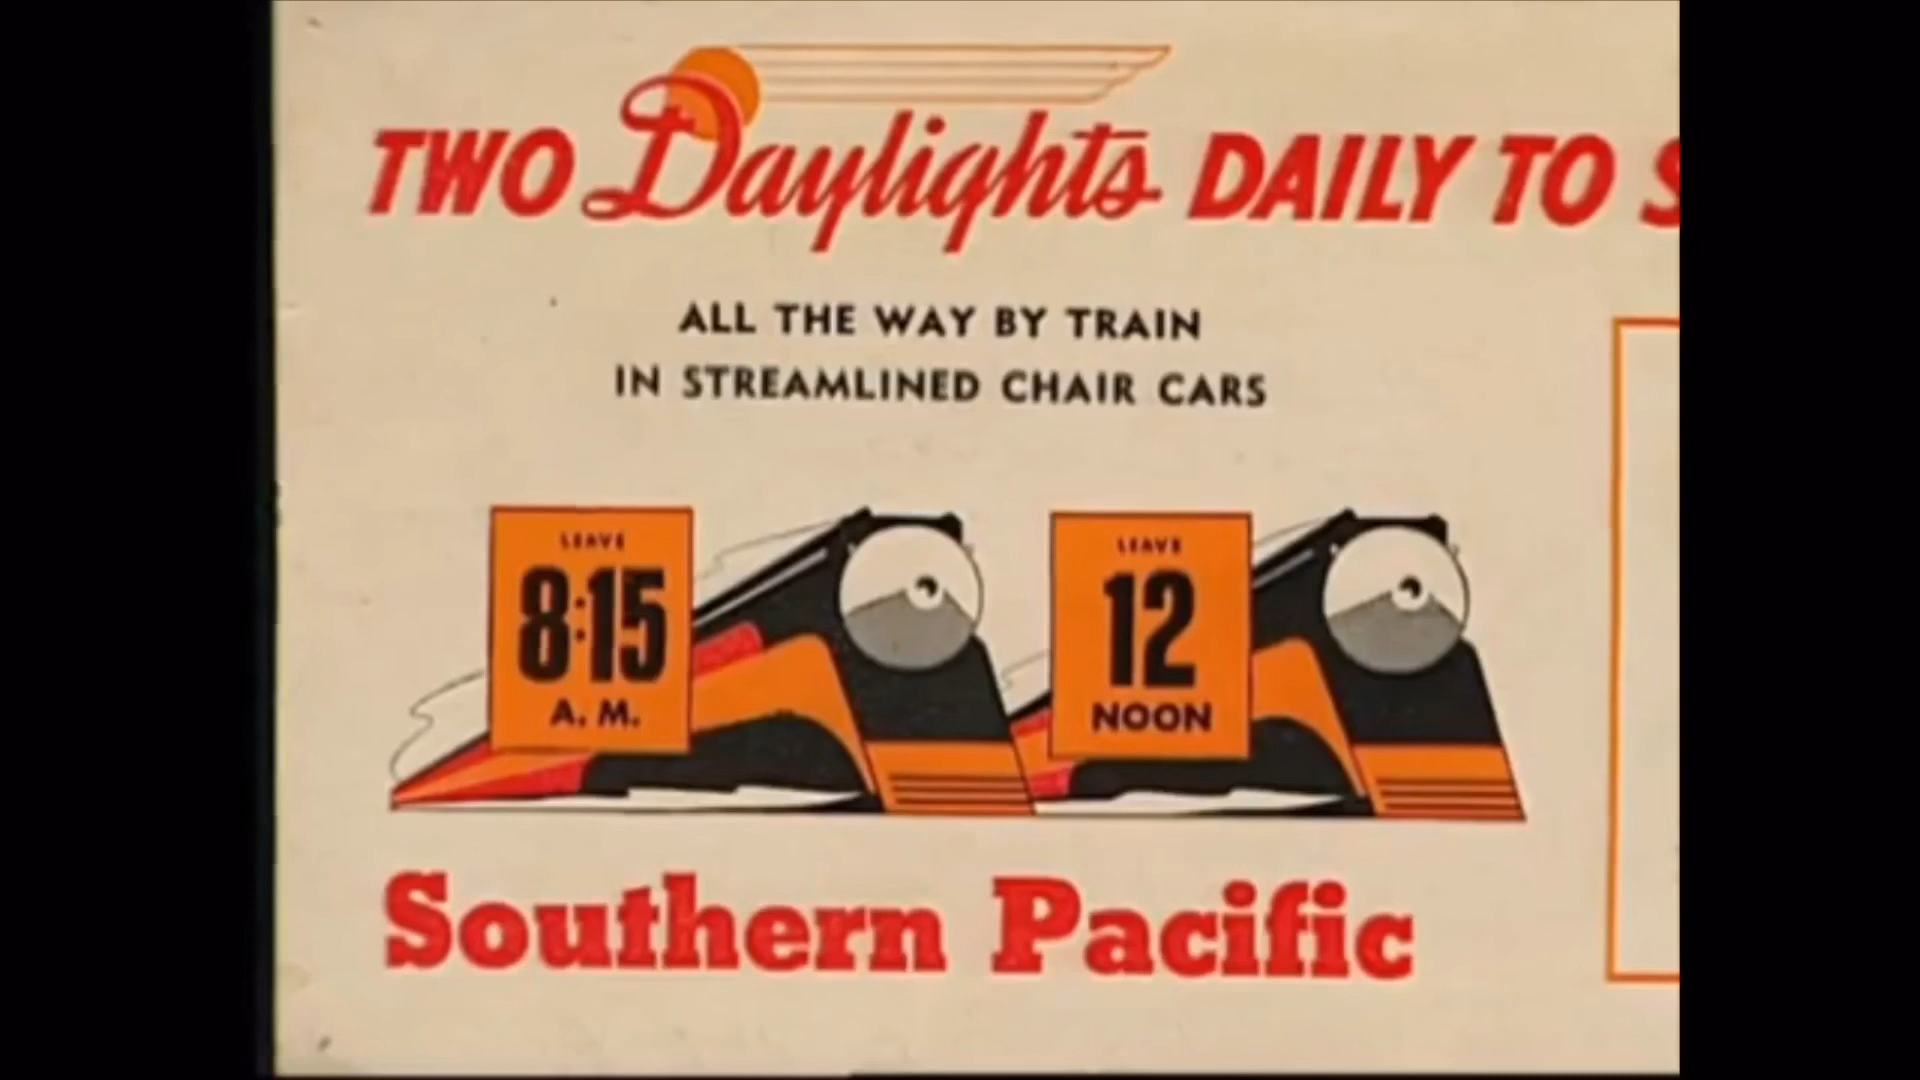 TWO Daylights DAILY TO S
ALL THE WAY BY TRAIN
IN STREAMLINED CHAIR CARS
LEAVE
8:15
A. M.
LEAVE
12
NOON
Southern Pacific